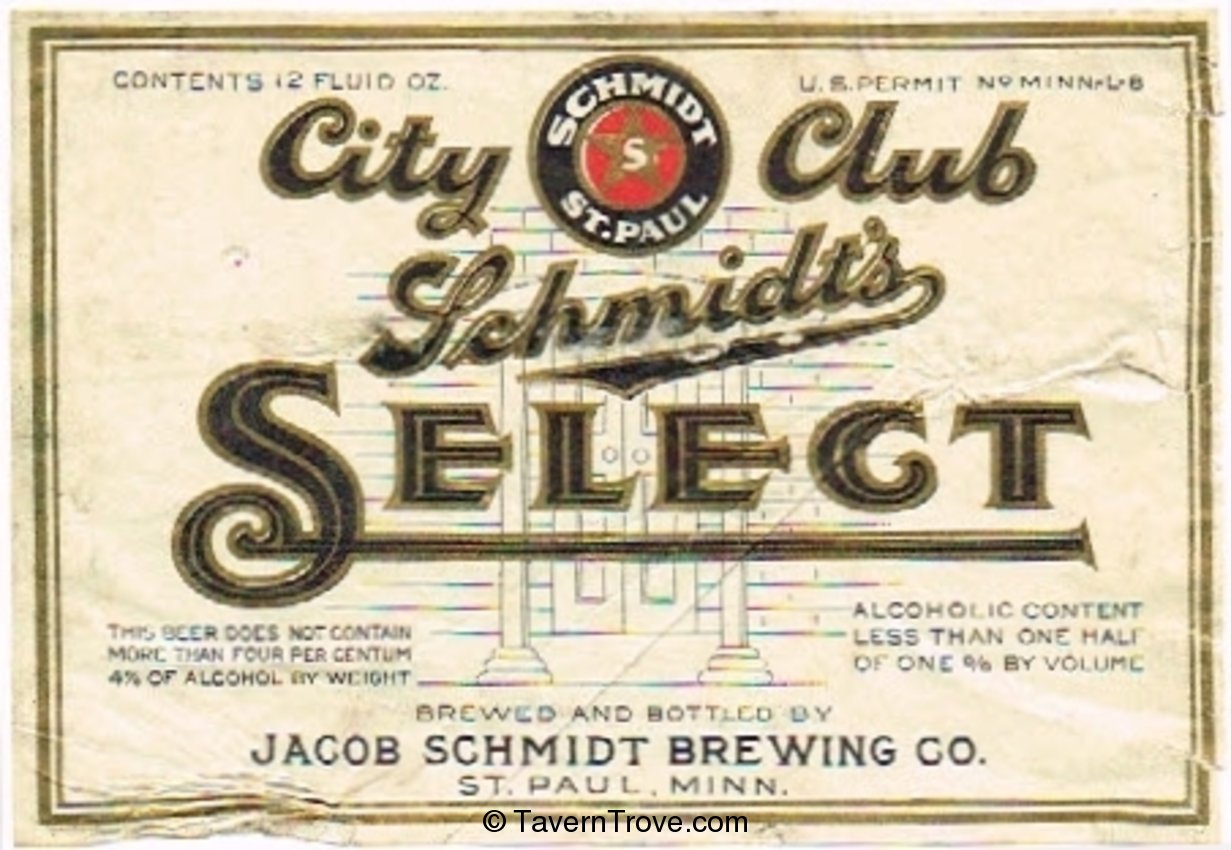 CONTENTS 12 FLUID OZ.
U.S. PERMIT Nº MINN-L-8
City Club
SCHMIDT
S
ST. PAUL
Schmidt's
SELECT
THIS BEER DOES NOT CONTAIN
MORE THAN FOUR PER CENTUM
4% OF ALCOHOL BY WEIGHT
ALCOHOLIC CONTENT
LESS THAN ONE HALF
OF ONE % BY VOLUME
BREWED AND BOTTLED BY
JACOB SCHMIDT BREWING CO.
ST. PAUL, MINN.
© TavernTrove.com